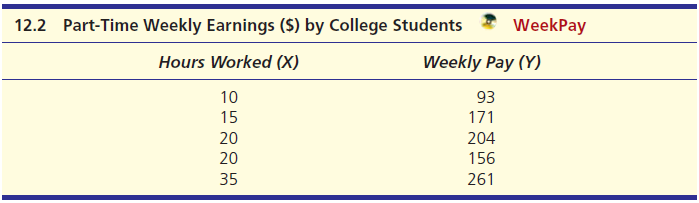 12.2 Part-Time Weekly Earnings ($) by College Students WeekPay
Hours Worked (X) Weekly Pay (Y)
10 93
15 171
20 204
20 156
35 261